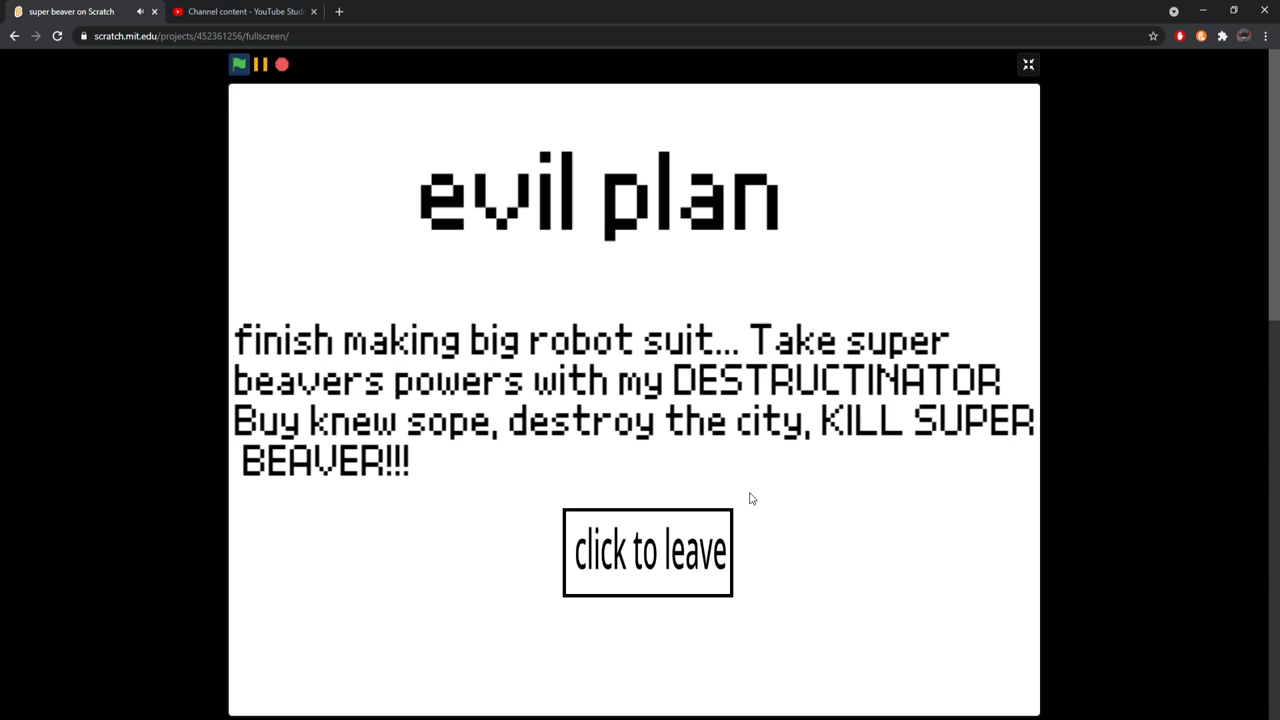 super beaver on Scratch
Channel content - YouTube Stud
scratch.mit.edu/projects/452361256/fullscreen/
evil plan
finish making big robot suit... Take super
beavers powers with my DESTRUCTINATOR
Buy knew sope, destroy the city, KILL SUPER
BEAVER!!!
click to leave